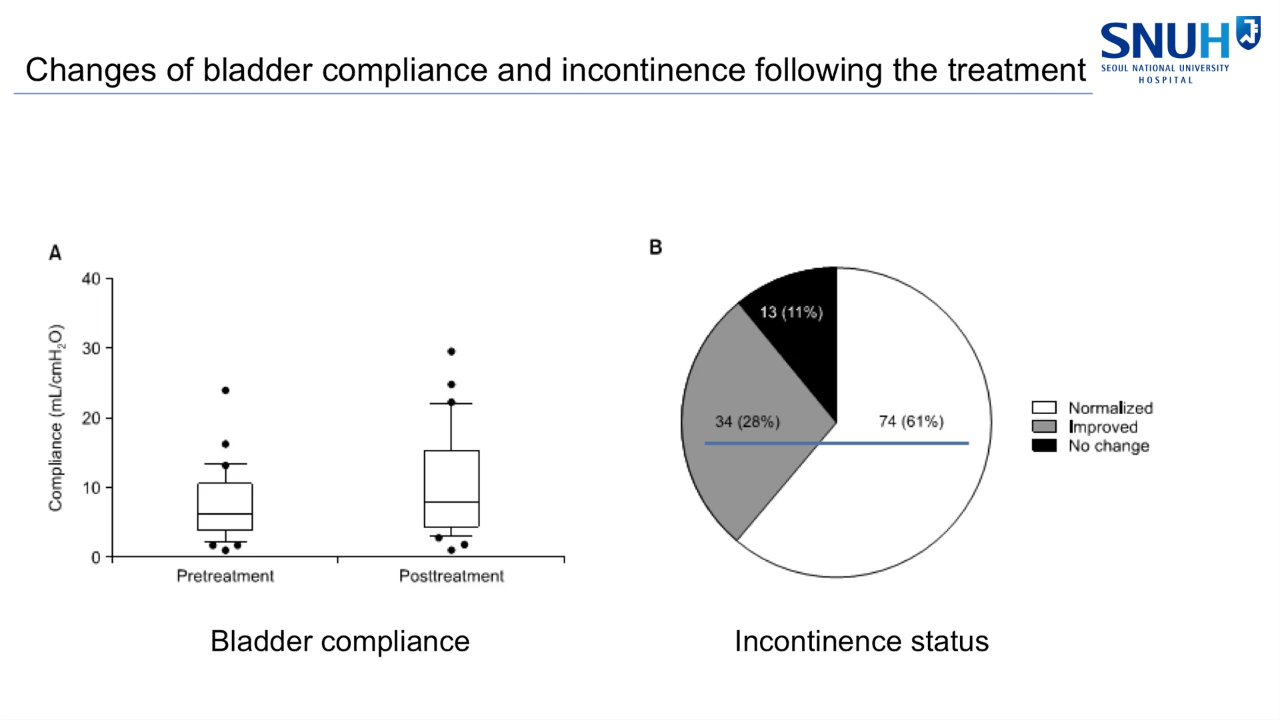 Changes of bladder compliance and incontinence following the treatment
SNUH
SEOUL NATIONAL UNIVERSITY
HOSPITAL
A
Compliance (mL/cmH₂O)
40
30
20
10
0
Pretreatment
Posttreatment
Bladder compliance
B
13 (11%)
34 (28%)
74 (61%)
Normalized
Improved
No change
Incontinence status